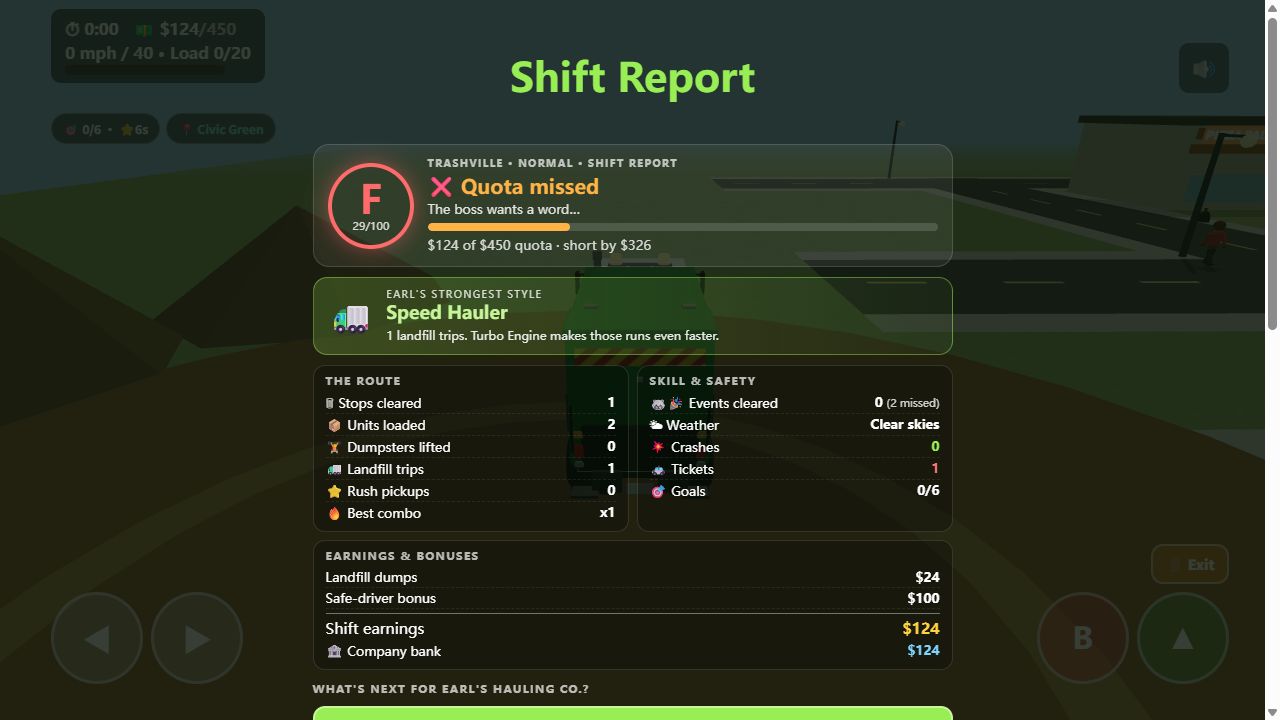 ⏱ 0:00 💵 $124/450
0 mph / 40 • Load 0/20
🎯 0/6 • ⭐6s
📍 Civic Green
Shift Report
F
29/100
TRASHVILLE • NORMAL • SHIFT REPORT
❌ Quota missed
The boss wants a word...
$124 of $450 quota · short by $326
EARL'S STRONGEST STYLE
Speed Hauler
1 landfill trips. Turbo Engine makes those runs even faster.
THE ROUTE
Stops cleared 1
Units loaded 2
Dumpsters lifted 0
Landfill trips 1
Rush pickups 0
Best combo x1
SKILL & SAFETY
Events cleared 0 (2 missed)
Weather Clear skies
Crashes 0
Tickets 1
Goals 0/6
EARNINGS & BONUSES
Landfill dumps $24
Safe-driver bonus $100
Shift earnings $124
Company bank $124
Exit
B
WHAT'S NEXT FOR EARL'S HAULING CO.?